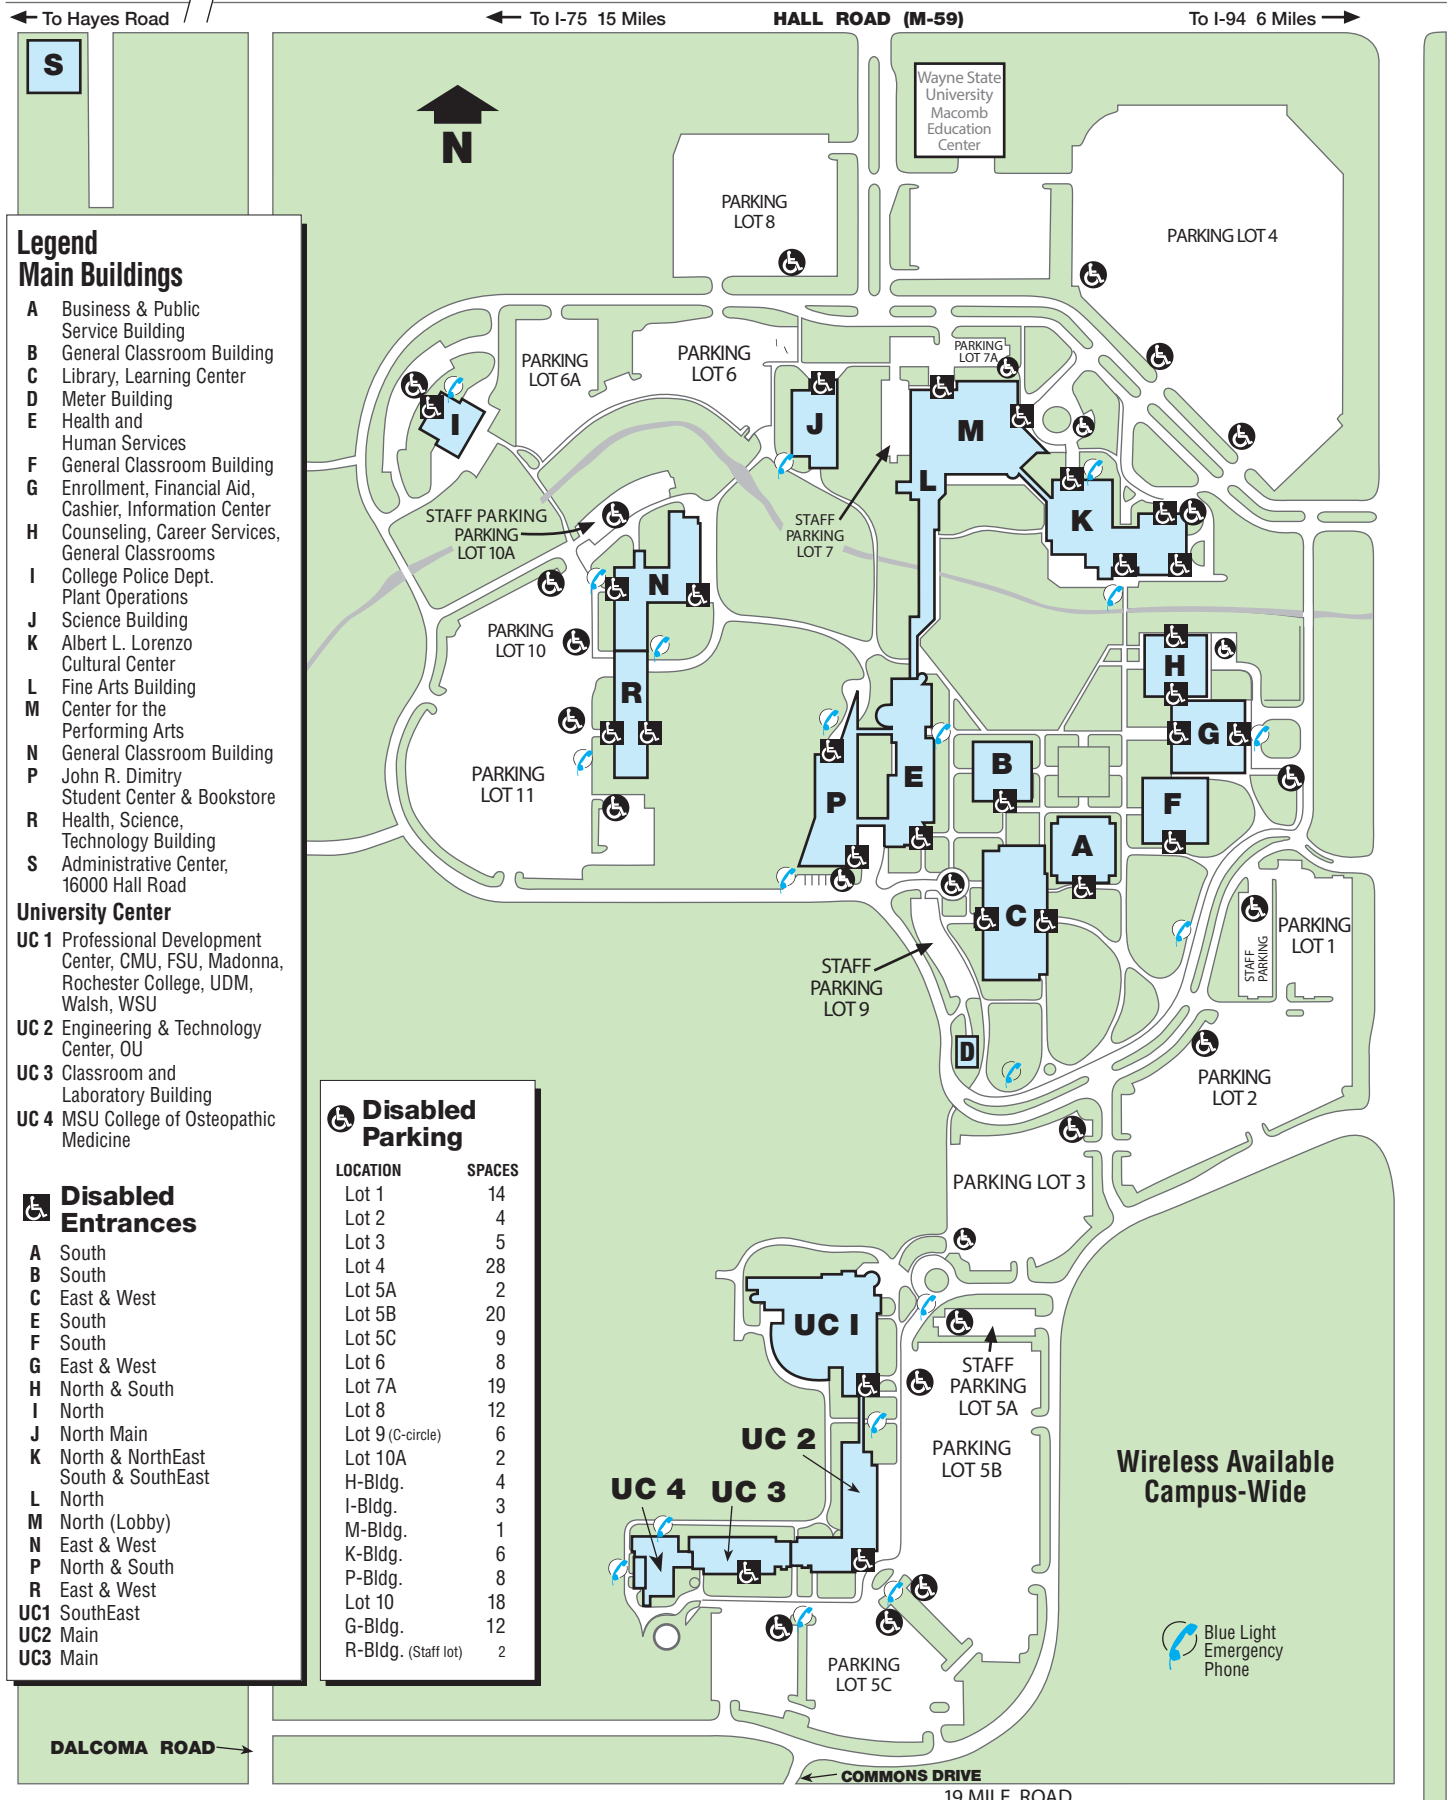 To Hayes Road
To I-75 15 Miles
HALL ROAD (M-59)
To I-94 6 Miles
S
N
Wayne State
University
Macomb
Education
Center
PARKING
LOT 8
PARKING LOT 4
Legend
Main Buildings
A Business & Public
Service Building
B General Classroom Building
C Library, Learning Center
D Meter Building
E Health and
Human Services
F General Classroom Building
G Enrollment, Financial Aid,
Cashier, Information Center
H Counseling, Career Services,
General Classrooms
I College Police Dept.
Plant Operations
J Science Building
K Albert L. Lorenzo
Cultural Center
L Fine Arts Building
M Center for the
Performing Arts
N General Classroom Building
P John R. Dimitry
Student Center & Bookstore
R Health, Science,
Technology Building
S Administrative Center,
16000 Hall Road
University Center
UC 1 Professional Development
Center, CMU, FSU, Madonna,
Rochester College, UDM,
Walsh, WSU
UC 2 Engineering & Technology
Center, OU
UC 3 Classroom and
Laboratory Building
UC 4 MSU College of Osteopathic
Medicine
Disabled
Entrances
A South
B South
C East & West
E South
F South
G East & West
H North & South
I North
J North Main
K North & NorthEast
South & SouthEast
L North
M North (Lobby)
N East & West
P North & South
R East & West
UC1 SouthEast
UC2 Main
UC3 Main
PARKING
LOT 6A
PARKING
LOT 6
PARKING
LOT 7A
I
J
M
L
K
STAFF PARKING
PARKING
LOT 10A
STAFF
PARKING
LOT 7
N
PARKING
LOT 10
R
H
G
PARKING
LOT 11
P
E
B
F
A
C
STAFF
PARKING
LOT 9
STAFF
PARKING
PARKING
LOT 1
D
PARKING
LOT 2
PARKING LOT 3
Disabled
Parking
LOCATION SPACES
Lot 1 14
Lot 2 4
Lot 3 5
Lot 4 28
Lot 5A 2
Lot 5B 20
Lot 5C 9
Lot 6 8
Lot 7A 19
Lot 8 12
Lot 9 (C-circle) 6
Lot 10A 2
H-Bldg. 4
I-Bldg. 3
M-Bldg. 1
K-Bldg. 6
P-Bldg. 8
Lot 10 18
G-Bldg. 12
R-Bldg. (Staff lot) 2
UC I
STAFF
PARKING
LOT 5A
UC 2
PARKING
LOT 5B
UC 4
UC 3
Wireless Available
Campus-Wide
Blue Light
Emergency
Phone
PARKING
LOT 5C
DALCOMA ROAD
COMMONS DRIVE
19 MILE ROAD